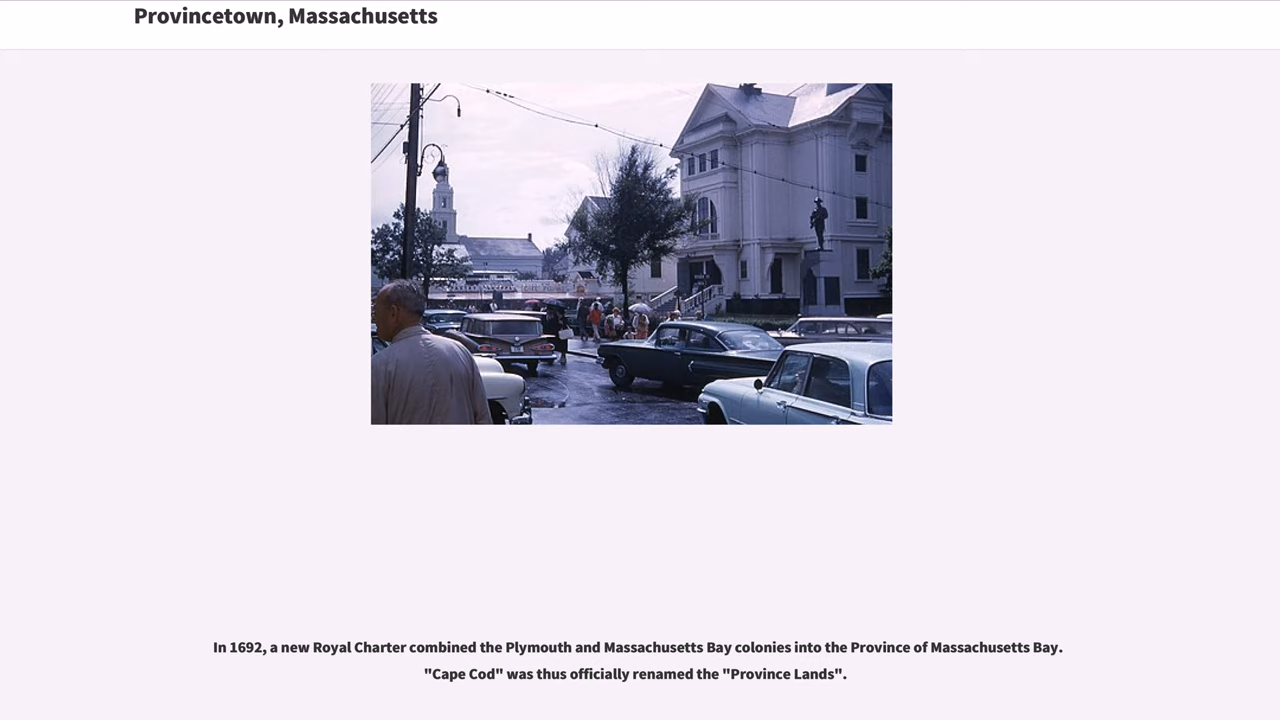 Provincetown, Massachusetts
In 1692, a new Royal Charter combined the Plymouth and Massachusetts Bay colonies into the Province of Massachusetts Bay.
"Cape Cod" was thus officially renamed the "Province Lands".